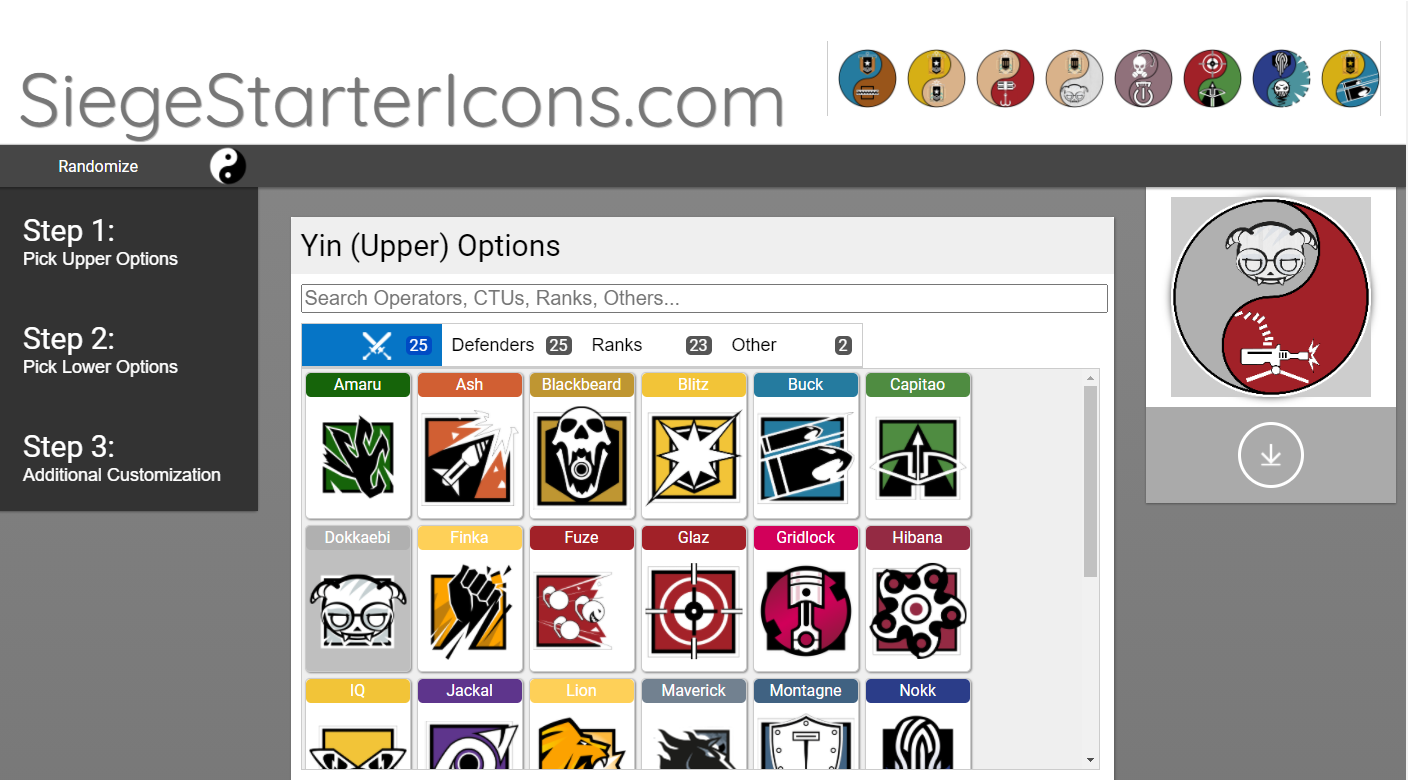 SiegeStarterIcons.com
Randomize
Step 1:
Pick Upper Options
Step 2:
Pick Lower Options
Step 3:
Additional Customization
Yin (Upper) Options
Search Operators, CTUs, Ranks, Others...
25 Defenders 25 Ranks 23 Other 2
Amaru Ash Blackbeard Blitz Buck Capitao
Dokkaebi Finka Fuze Glaz Gridlock Hibana
IQ Jackal Lion Maverick Montagne Nokk